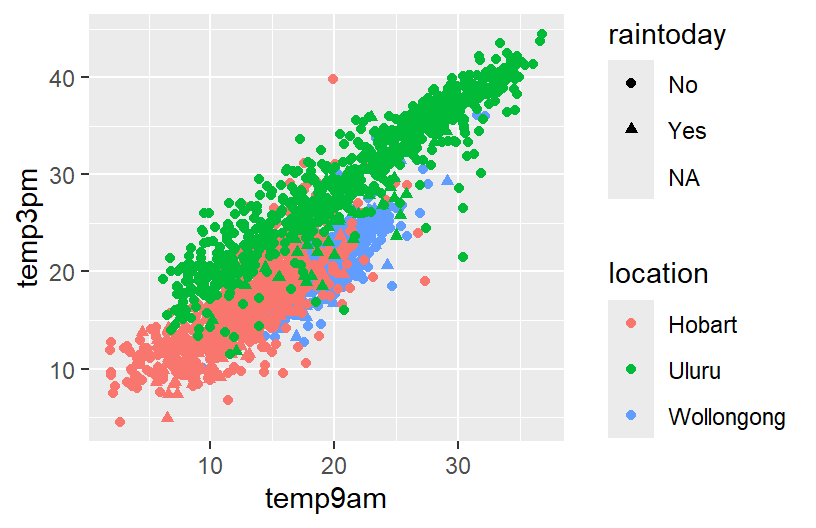 raintoday
No
Yes
NA
location
Hobart
Uluru
Wollongong
temp3pm
40
30
20
10
10 20 30
temp9am